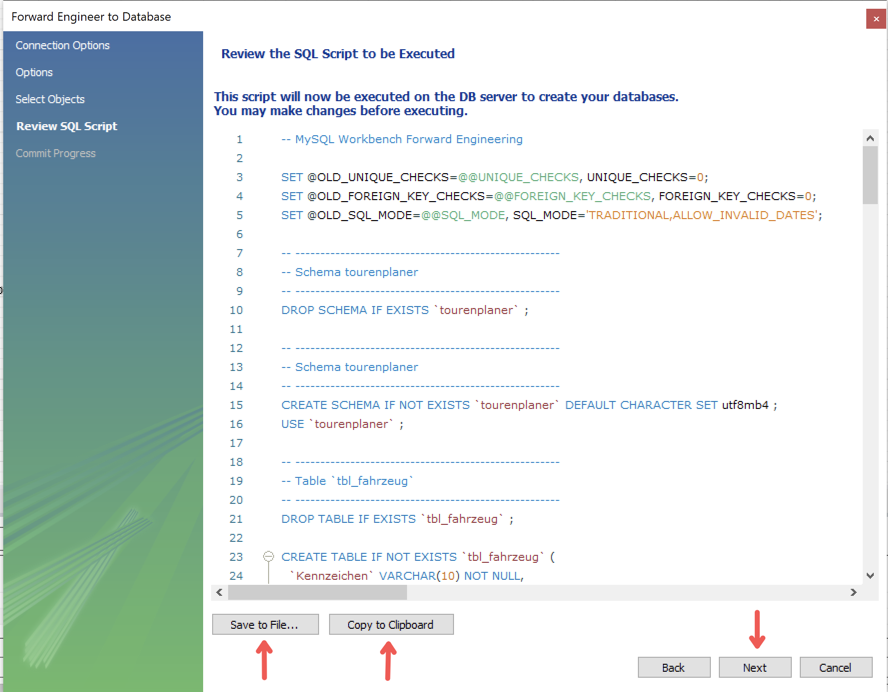 Forward Engineer to Database
Connection Options
Options
Select Objects
Review SQL Script
Commit Progress
Review the SQL Script to be Executed
This script will now be executed on the DB server to create your databases.
You may make changes before executing.
1 -- MySQL Workbench Forward Engineering
2
3 SET @OLD_UNIQUE_CHECKS=@@UNIQUE_CHECKS, UNIQUE_CHECKS=0;
4 SET @OLD_FOREIGN_KEY_CHECKS=@@FOREIGN_KEY_CHECKS, FOREIGN_KEY_CHECKS=0;
5 SET @OLD_SQL_MODE=@@SQL_MODE, SQL_MODE='TRADITIONAL,ALLOW_INVALID_DATES';
6
7 -- -----------------------------------------------------
8 -- Schema tourenplaner
9 -- -----------------------------------------------------
10 DROP SCHEMA IF EXISTS `tourenplaner` ;
11
12 -- -----------------------------------------------------
13 -- Schema tourenplaner
14 -- -----------------------------------------------------
15 CREATE SCHEMA IF NOT EXISTS `tourenplaner` DEFAULT CHARACTER SET utf8mb4 ;
16 USE `tourenplaner` ;
17
18 -- -----------------------------------------------------
19 -- Table `tbl_fahrzeug`
20 -- -----------------------------------------------------
21 DROP TABLE IF EXISTS `tbl_fahrzeug` ;
22
23 CREATE TABLE IF NOT EXISTS `tbl_fahrzeug` (
24 `Kennzeichen` VARCHAR(10) NOT NULL,
Save to File...
Copy to Clipboard
Back
Next
Cancel